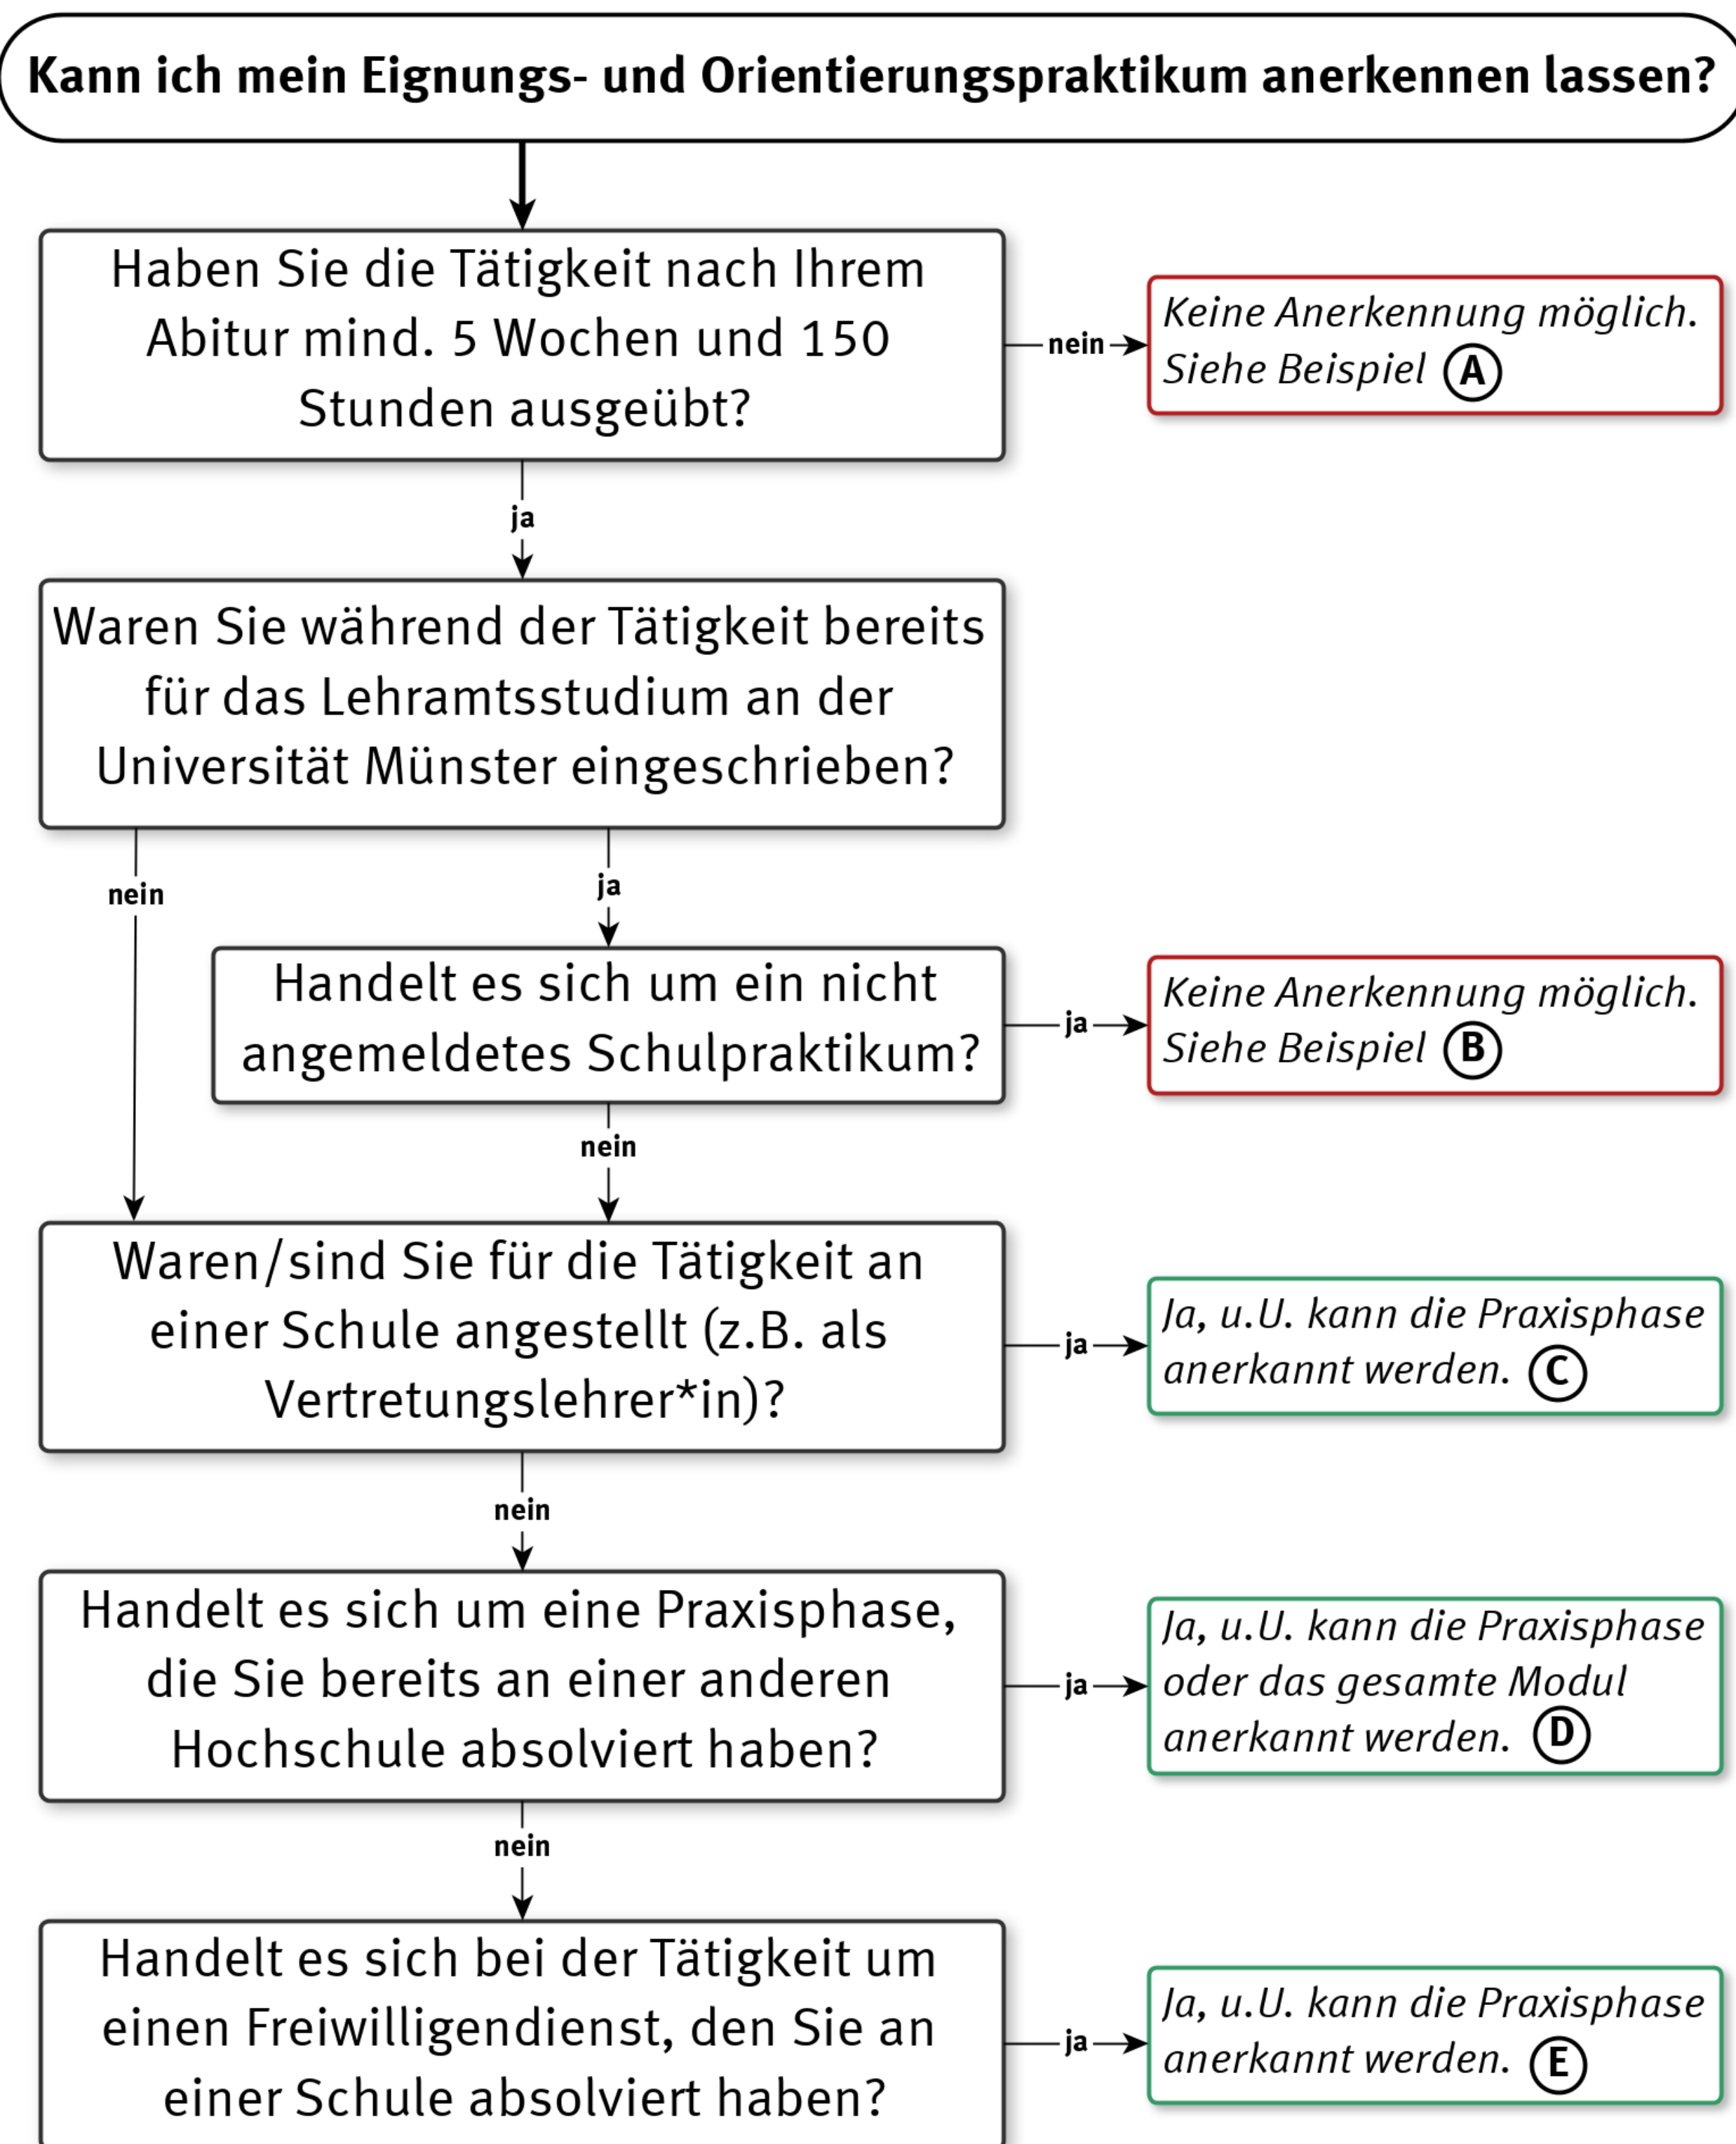 Kann ich mein Eignungs- und Orientierungspraktikum anerkennen lassen?
Haben Sie die Tätigkeit nach Ihrem
Abitur mind. 5 Wochen und 150
Stunden ausgeübt?
nein
Keine Anerkennung möglich.
Siehe Beispiel A
ja
Waren Sie während der Tätigkeit bereits
für das Lehramtsstudium an der
Universität Münster eingeschrieben?
nein
ja
Handelt es sich um ein nicht
angemeldetes Schulpraktikum?
ja
Keine Anerkennung möglich.
Siehe Beispiel B
nein
Waren/sind Sie für die Tätigkeit an
einer Schule angestellt (z.B. als
Vertretungslehrer*in)?
ja
Ja, u.U. kann die Praxisphase
anerkannt werden. C
nein
Handelt es sich um eine Praxisphase,
die Sie bereits an einer anderen
Hochschule absolviert haben?
ja
Ja, u.U. kann die Praxisphase
oder das gesamte Modul
anerkannt werden. D
nein
Handelt es sich bei der Tätigkeit um
einen Freiwilligendienst, den Sie an
einer Schule absolviert haben?
ja
Ja, u.U. kann die Praxisphase
anerkannt werden. E